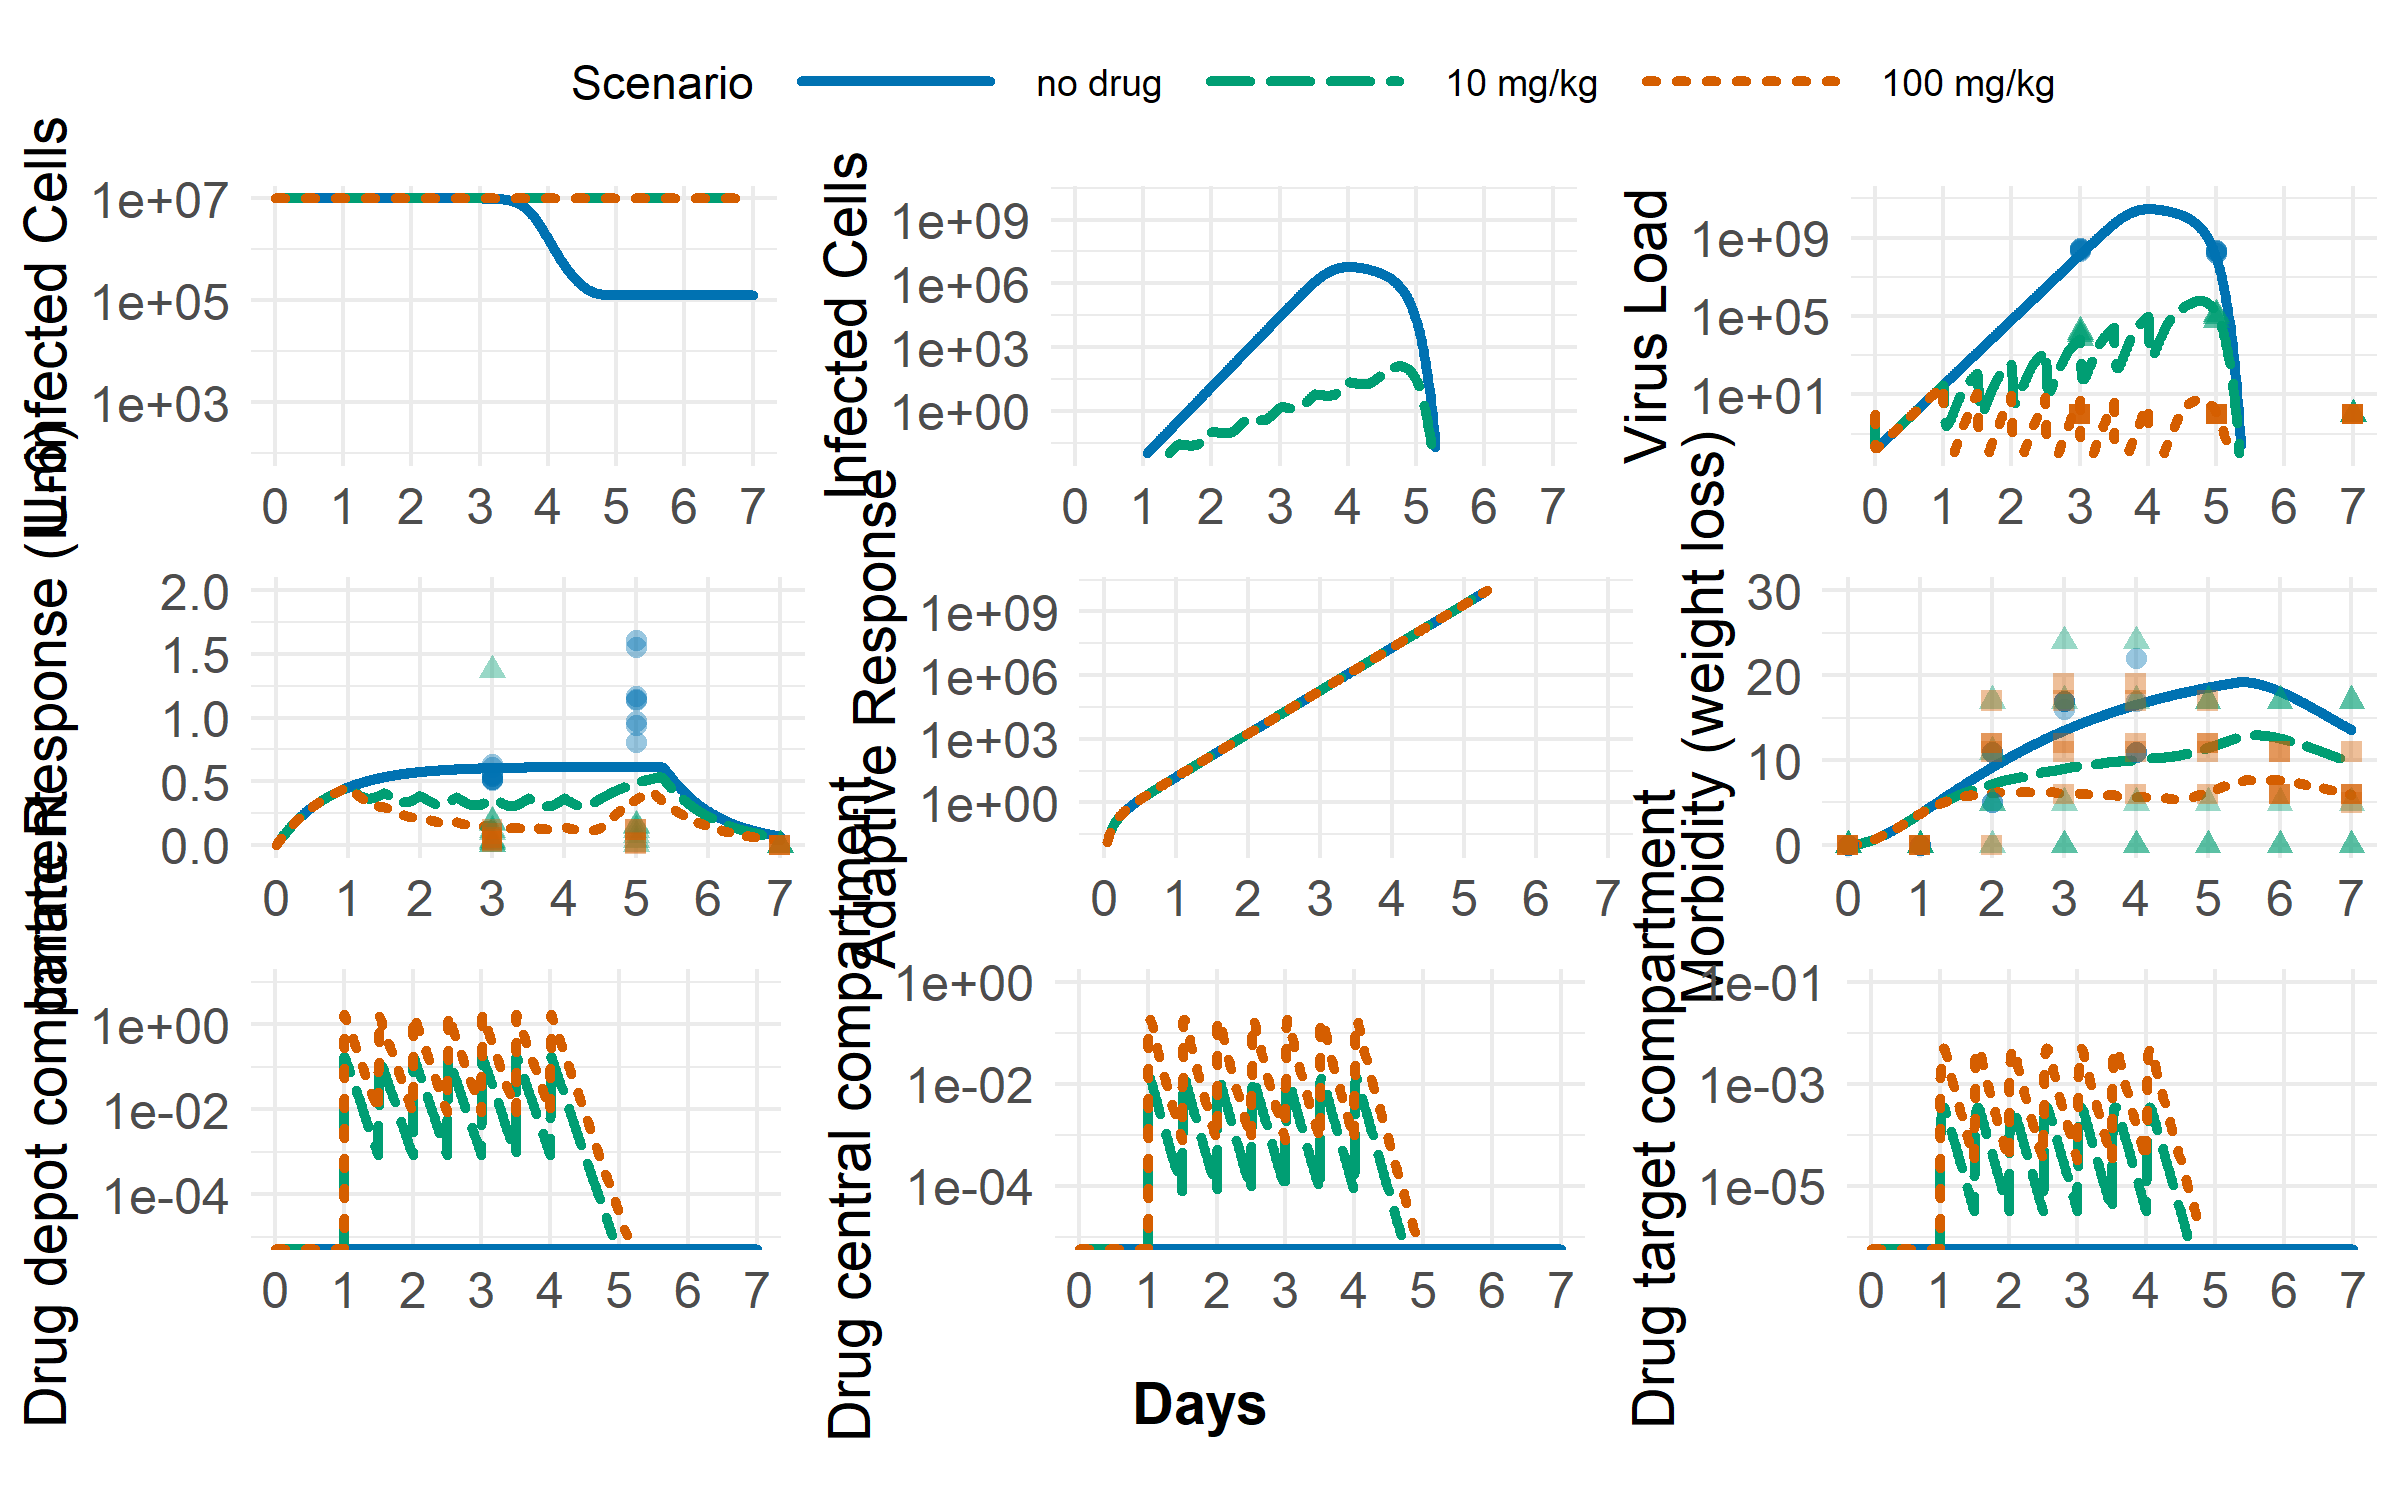 Scenario no drug 10 mg/kg 100 mg/kg
Uninfected Cells
1e+07
1e+05
1e+03
0 1 2 3 4 5 6 7
Infected Cells
1e+09
1e+06
1e+03
1e+00
0 1 2 3 4 5 6 7
Virus Load
1e+09
1e+05
1e+01
0 1 2 3 4 5 6 7
Innate Response (IL-6)
2.0
1.5
1.0
0.5
0.0
0 1 2 3 4 5 6 7
Adaptive Response
1e+09
1e+06
1e+03
1e+00
0 1 2 3 4 5 6 7
Morbidity (weight loss)
30
20
10
0
0 1 2 3 4 5 6 7
Drug depot compartment
1e+00
1e-02
1e-04
0 1 2 3 4 5 6 7
Drug central compartment
1e+00
1e-02
1e-04
0 1 2 3 4 5 6 7
Drug target compartment
1e-01
1e-03
1e-05
0 1 2 3 4 5 6 7
Days